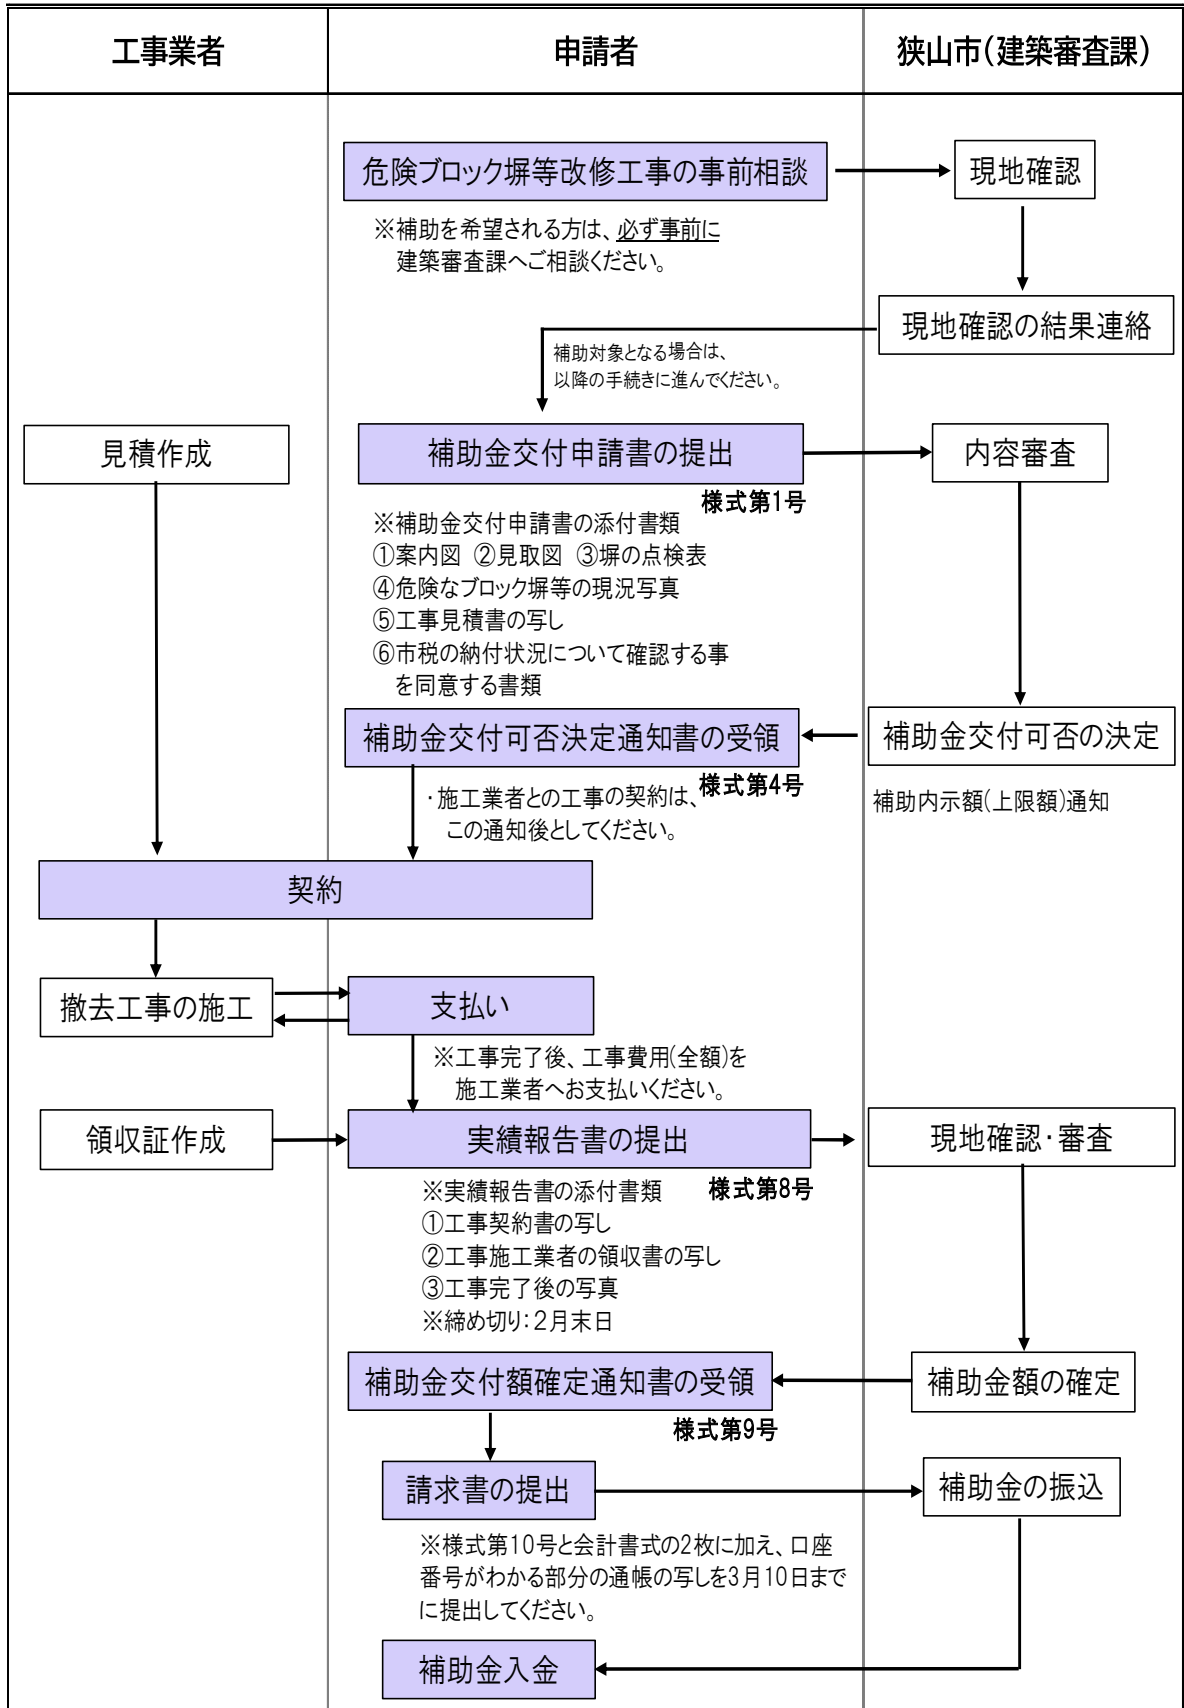 工事業者
申請者
狭山市(建築審査課)
危険ブロック塀等改修工事の事前相談
現地確認
※補助を希望される方は、必ず事前に
建築審査課へご相談ください。
現地確認の結果連絡
補助対象となる場合は、
以降の手続きに進んでください。
見積作成
補助金交付申請書の提出
内容審査
様式第1号
※補助金交付申請書の添付書類
①案内図 ②見取図 ③塀の点検表
④危険なブロック塀等の現況写真
⑤工事見積書の写し
⑥市税の納付状況について確認する事
を同意する書類
補助金交付可否決定通知書の受領
補助金交付可否の決定
様式第4号
・施工業者との工事の契約は、
この通知後としてください。
補助内示額(上限額)通知
契約
撤去工事の施工
支払い
※工事完了後、工事費用(全額)を
施工業者へお支払いください。
領収証作成
実績報告書の提出
現地確認・審査
様式第8号
※実績報告書の添付書類
①工事契約書の写し
②工事施工業者の領収書の写し
③工事完了後の写真
※締め切り：2月末日
補助金交付額確定通知書の受領
補助金額の確定
様式第9号
請求書の提出
補助金の振込
※様式第10号と会計書式の2枚に加え、口座
番号がわかる部分の通帳の写しを3月10日まで
に提出してください。
補助金入金